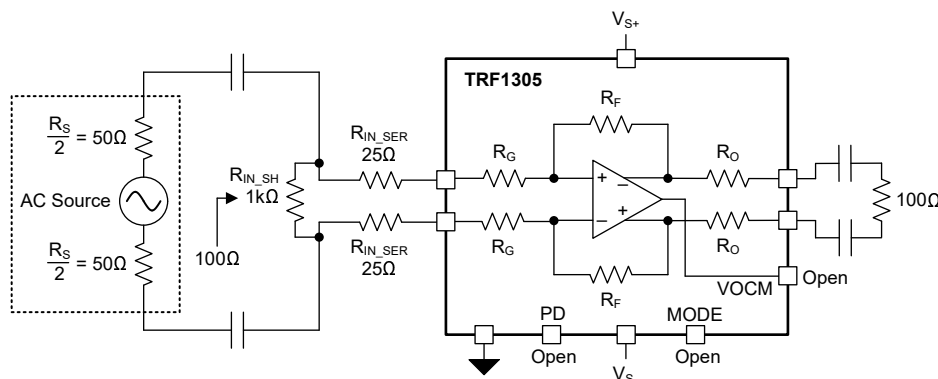 V_S+
TRF1305
R_F
R_S/2 = 50Ω
R_IN_SER
25Ω
R_G
R_O
R_IN_SH
1kΩ
AC Source
100Ω
100Ω
R_S/2 = 50Ω
R_IN_SER
25Ω
R_G
R_O
R_F
VOCM
Open
PD
MODE
Open
Open
V_S-